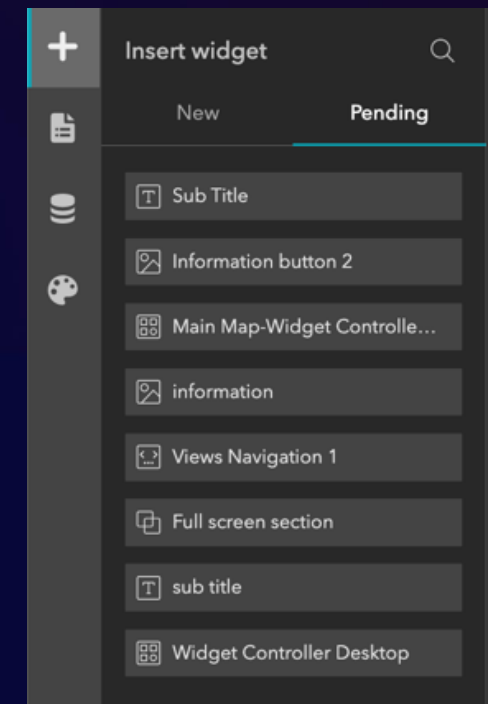 Insert widget
New
Pending
Sub Title
Information button 2
Main Map-Widget Controlle...
information
Views Navigation 1
Full screen section
sub title
Widget Controller Desktop